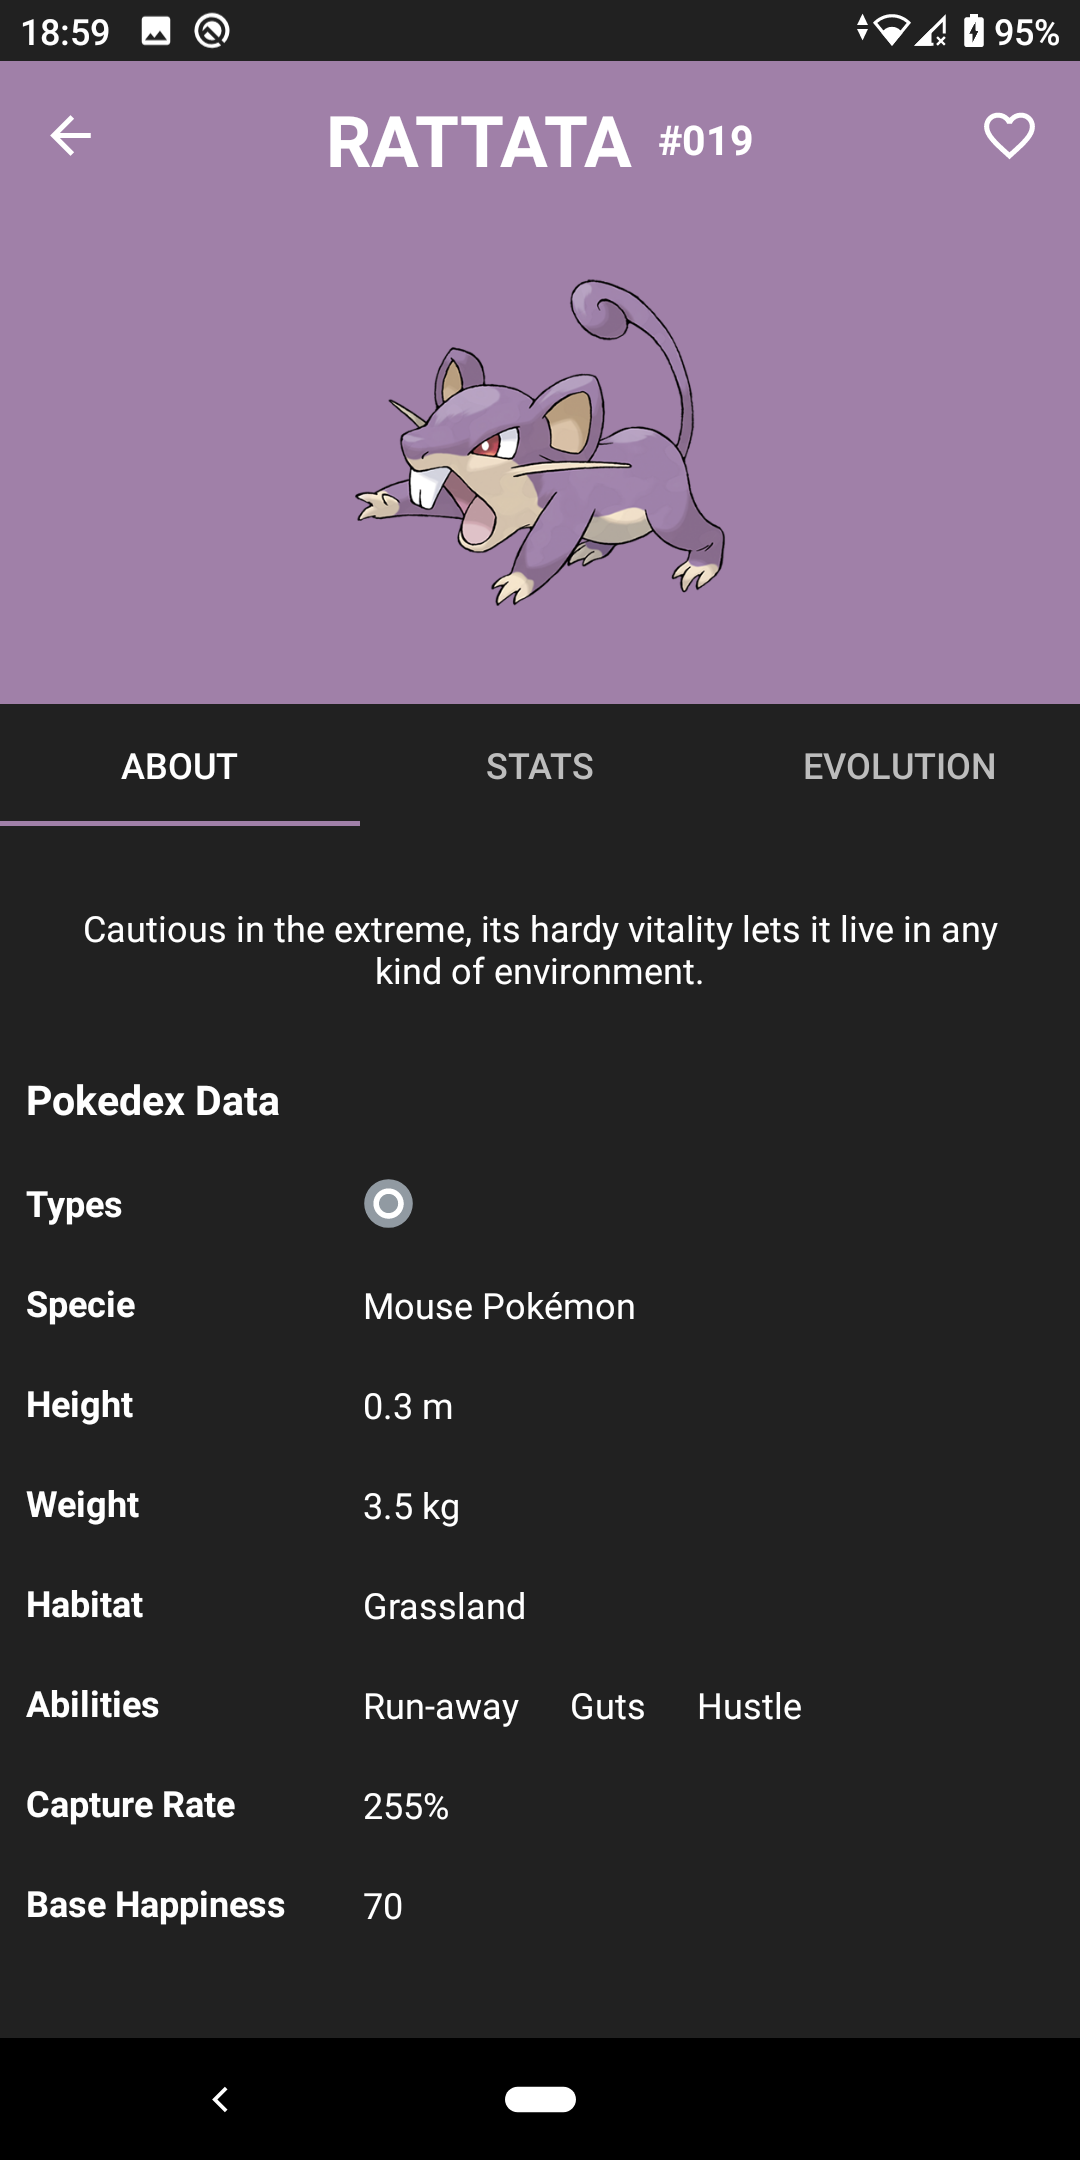 18:59 95%
RATTATA #019
ABOUT STATS EVOLUTION
Cautious in the extreme, its hardy vitality lets it live in any
kind of environment.
Pokedex Data
Types
Specie Mouse Pokémon
Height 0.3 m
Weight 3.5 kg
Habitat Grassland
Abilities Run-away Guts Hustle
Capture Rate 255%
Base Happiness 70